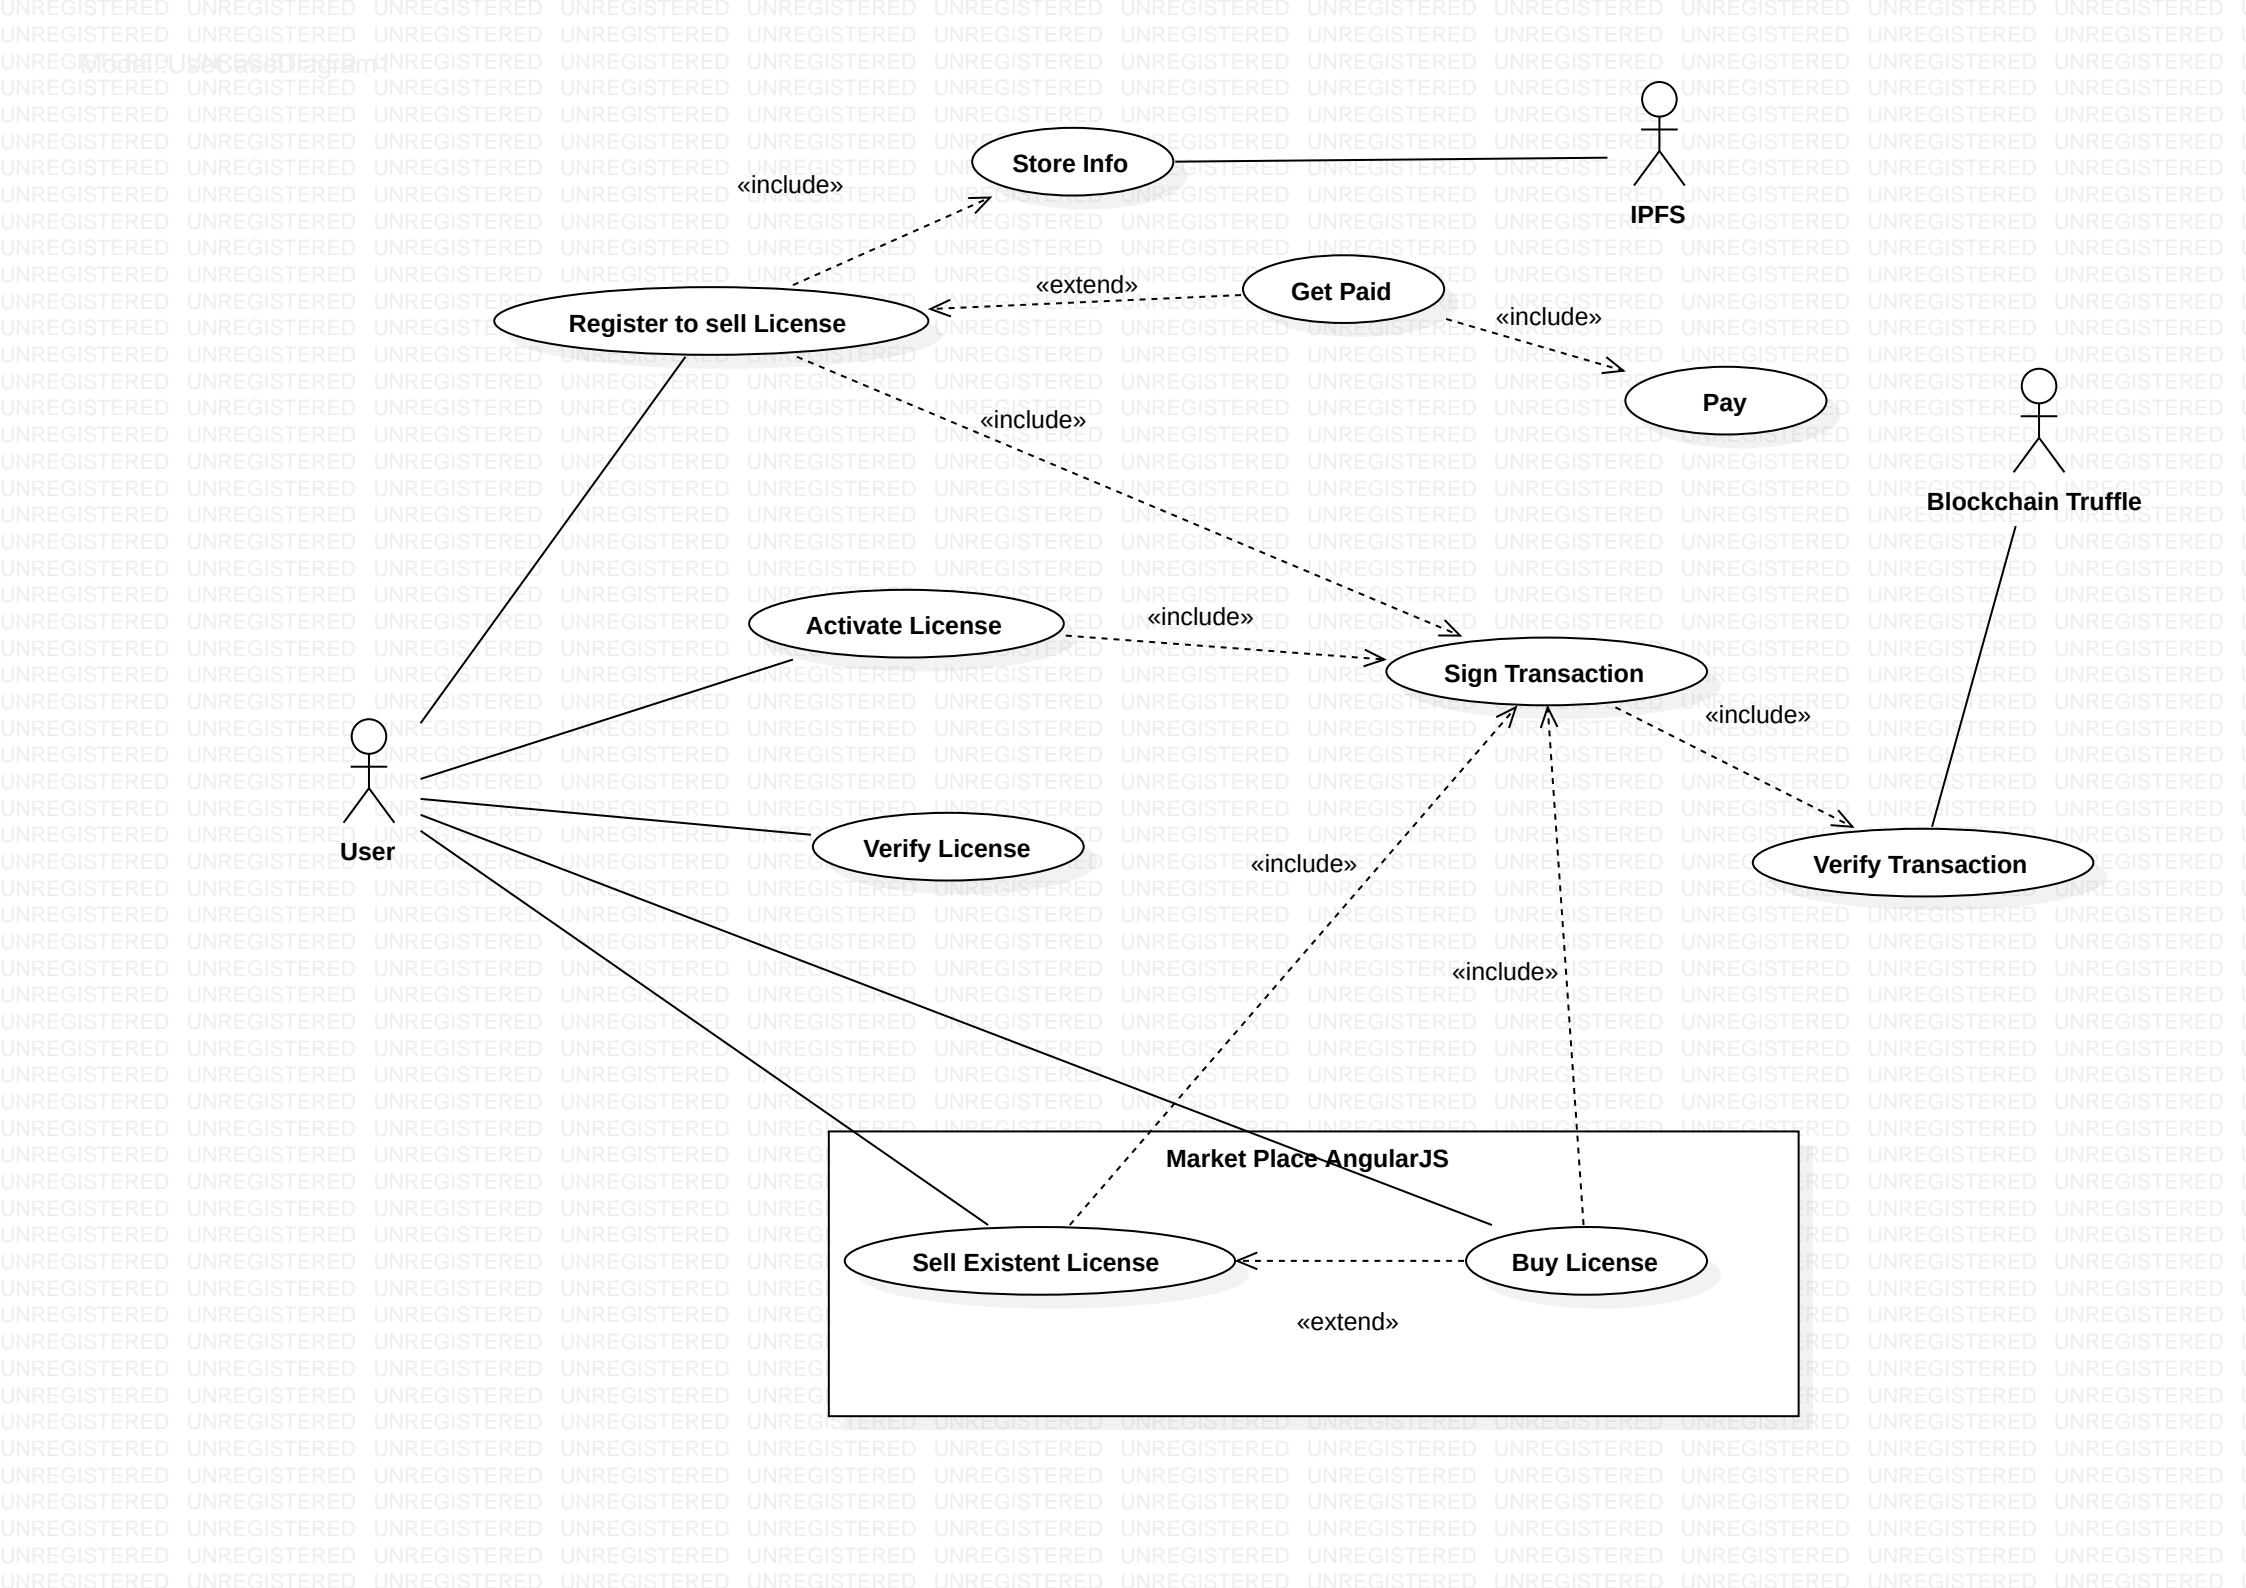 Model::UseCaseDiagram1
UNREGISTERED
Store Info
«include»
IPFS
«extend»
Get Paid
«include»
Register to sell License
Pay
«include»
Blockchain Truffle
«include»
Activate License
Sign Transaction
«include»
User
Verify License
«include»
Verify Transaction
«include»
Market Place AngularJS
Sell Existent License
Buy License
«extend»